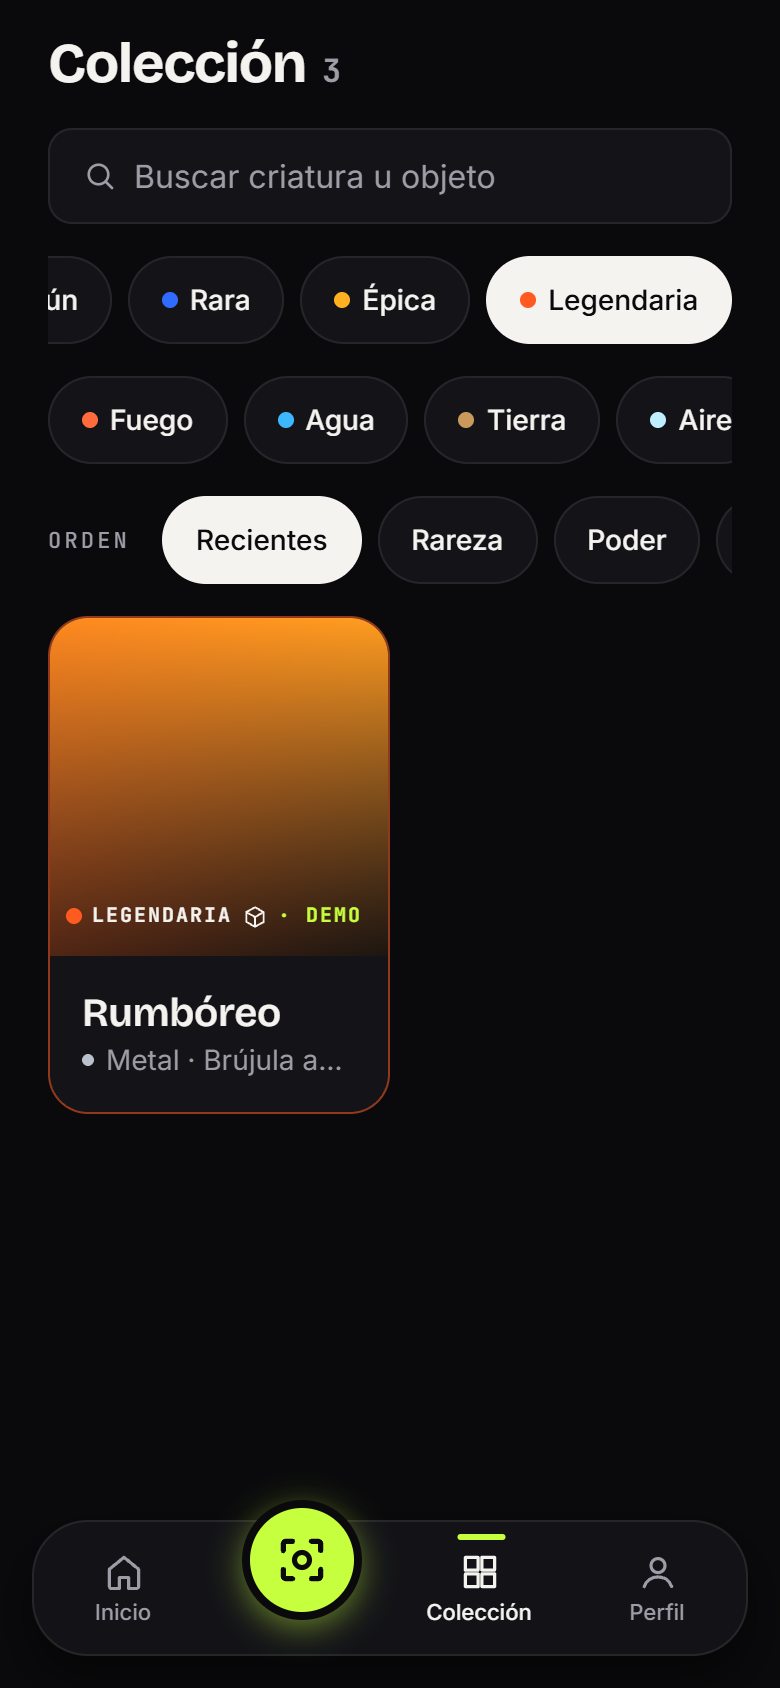 Colección 3
Buscar criatura u objeto
ún Rara Épica Legendaria
Fuego Agua Tierra Aire
ORDEN Recientes Rareza Poder
LEGENDARIA · DEMO
Rumbóreo
Metal · Brújula a...
Inicio Colección Perfil